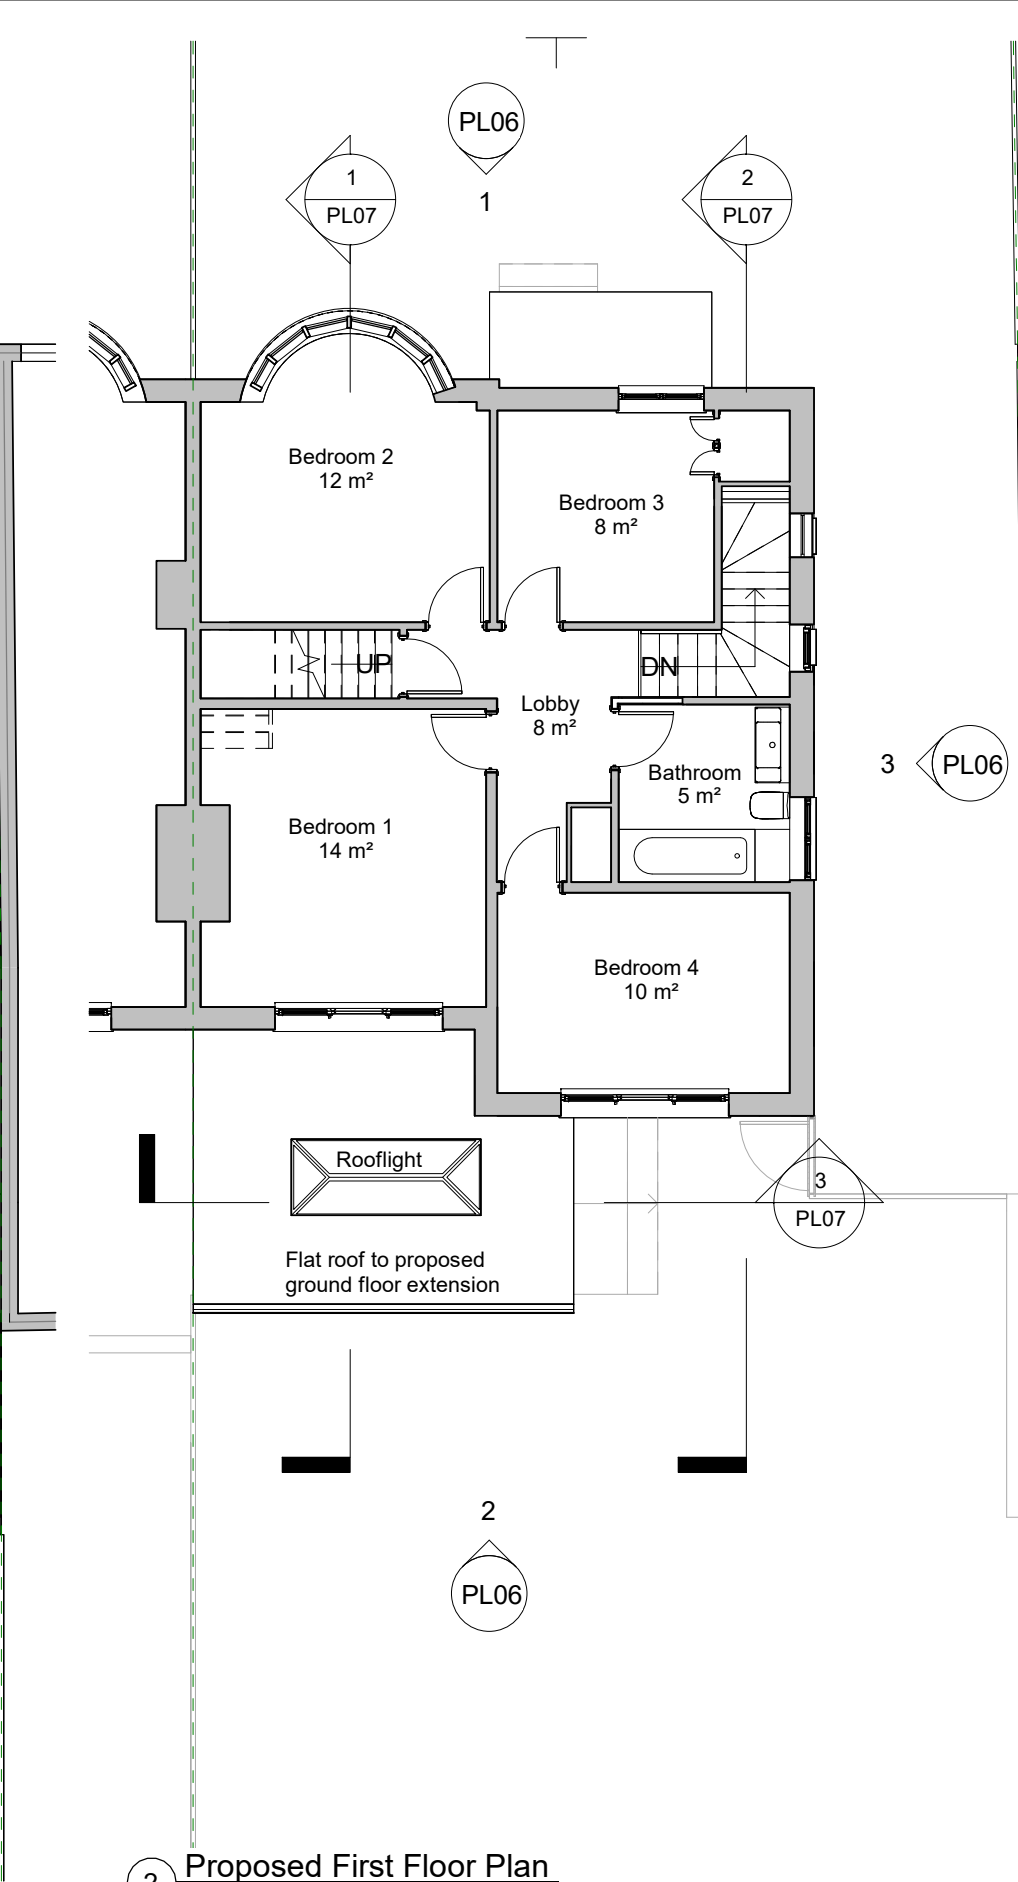 PL06
1
1
PL07
2
PL07
Bedroom 2
12 m²
Bedroom 3
8 m²
UP
DN
Lobby
8 m²
Bathroom
5 m²
3
PL06
Bedroom 1
14 m²
Bedroom 4
10 m²
Rooflight
3
PL07
Flat roof to proposed
ground floor extension
2
PL06
Proposed First Floor Plan